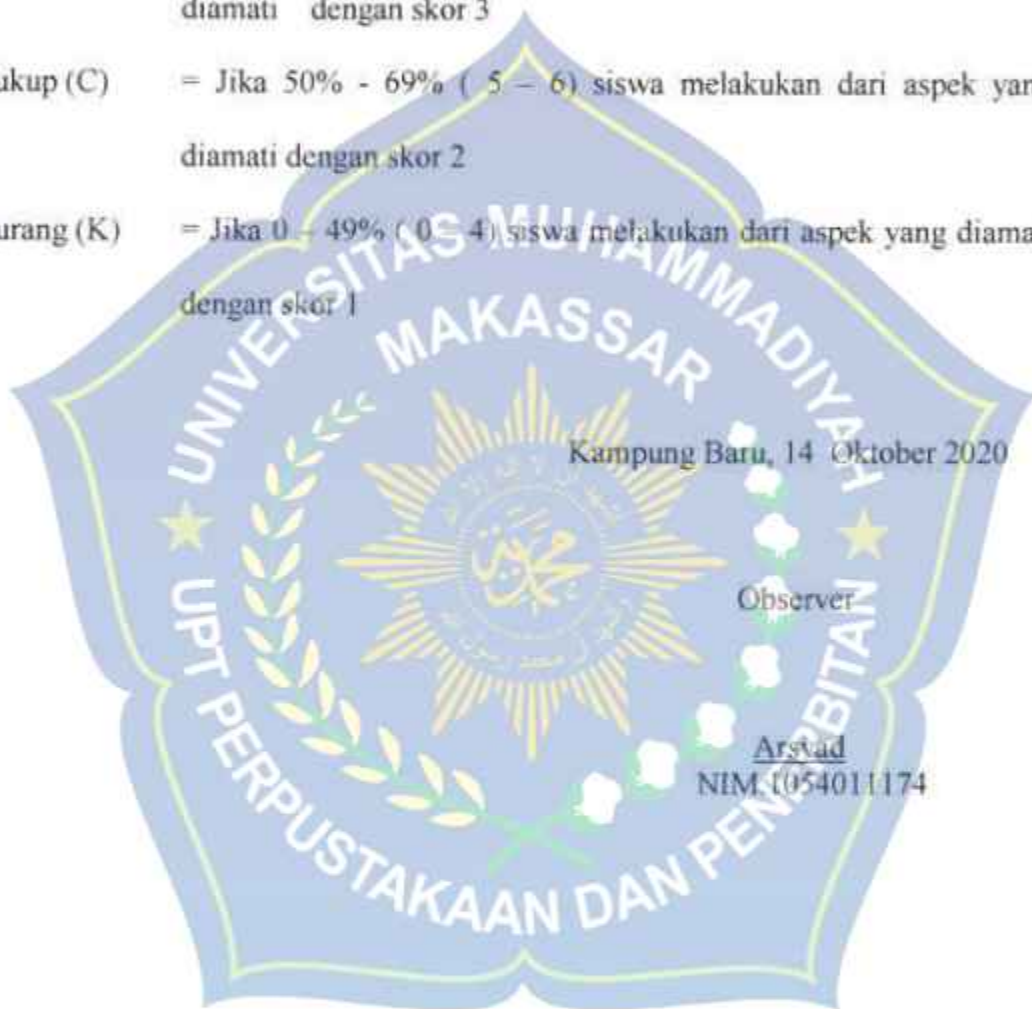 diamati dengan skor 3
ukup (C) = Jika 50% - 69% ( 5 – 6) siswa melakukan dari aspek yan
diamati dengan skor 2
urang (K) = Jika 0 – 49% ( 0 – 4) siswa melakukan dari aspek yang diama
dengan skor 1
UNIVERSITAS MUHAMMADIYAH
MAKASSAR
Kampung Baru, 14 Oktober 2020
Observer
Arsyad
NIM.1054011174
UPT PERPUSTAKAAN DAN PENERBITAN